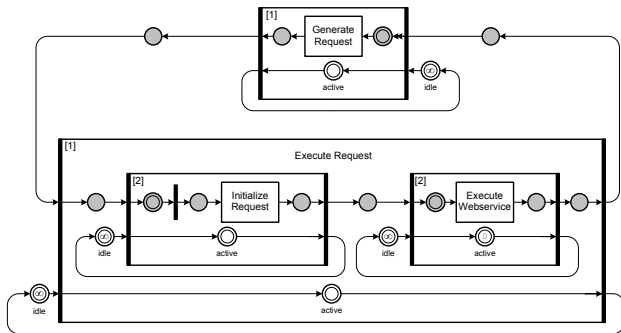 [1]
Generate
Request
active
idle
[1]
Execute Request
[2]
Initialize
Request
idle
active
[2]
Execute
Webservice
idle
active
idle
active